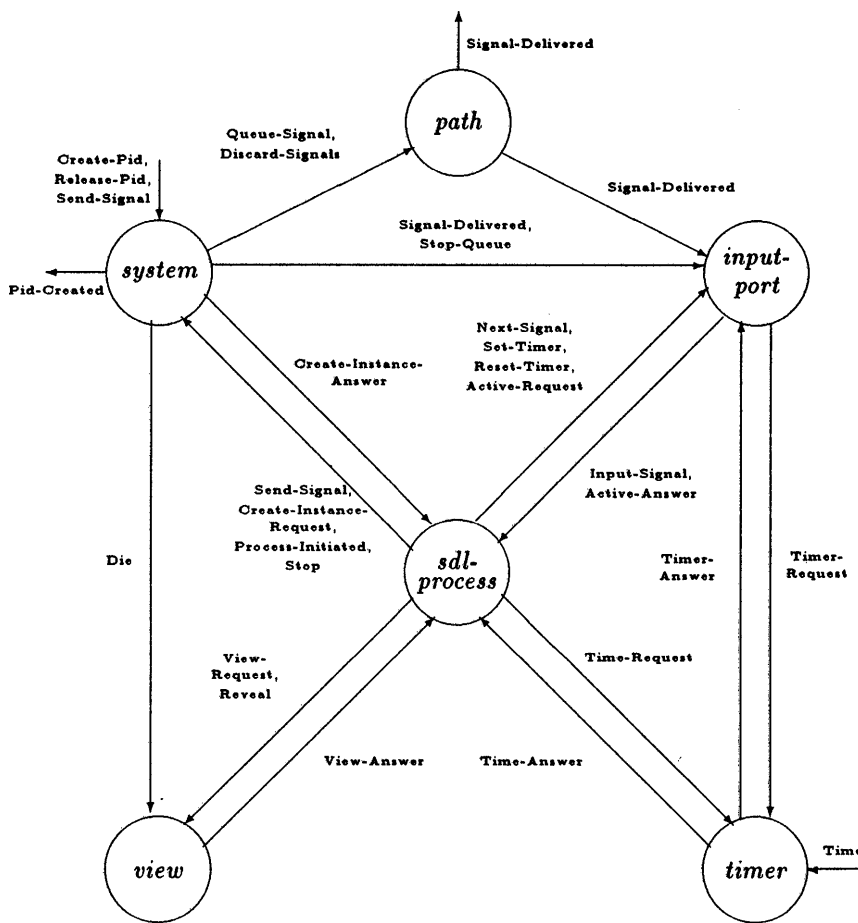 Signal-Delivered
path
Queue-Signal,
Discard-Signals
Create-Pid,
Release-Pid,
Send-Signal
Signal-Delivered
Signal-Delivered,
Stop-Queue
system
input-
port
Pid-Created
Next-Signal,
Set-Timer,
Reset-Timer,
Active-Request
Create-Instance-
Answer
Input-Signal,
Active-Answer
Send-Signal,
Create-Instance-
Request,
Process-Initiated,
Stop
Die
sdl-
process
Timer-
Answer
Timer-
Request
View-
Request,
Reveal
Time-Request
View-Answer
Time-Answer
view
timer
Time